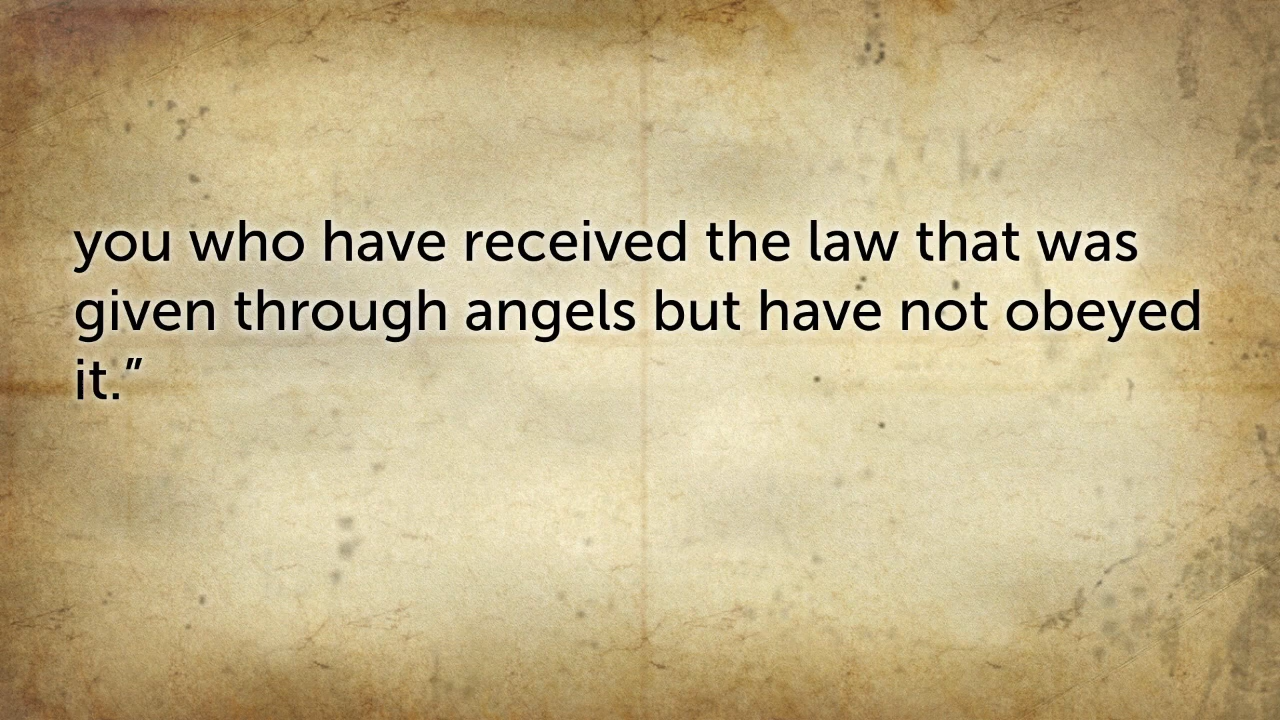 you who have received the law that was
given through angels but have not obeyed
it.”